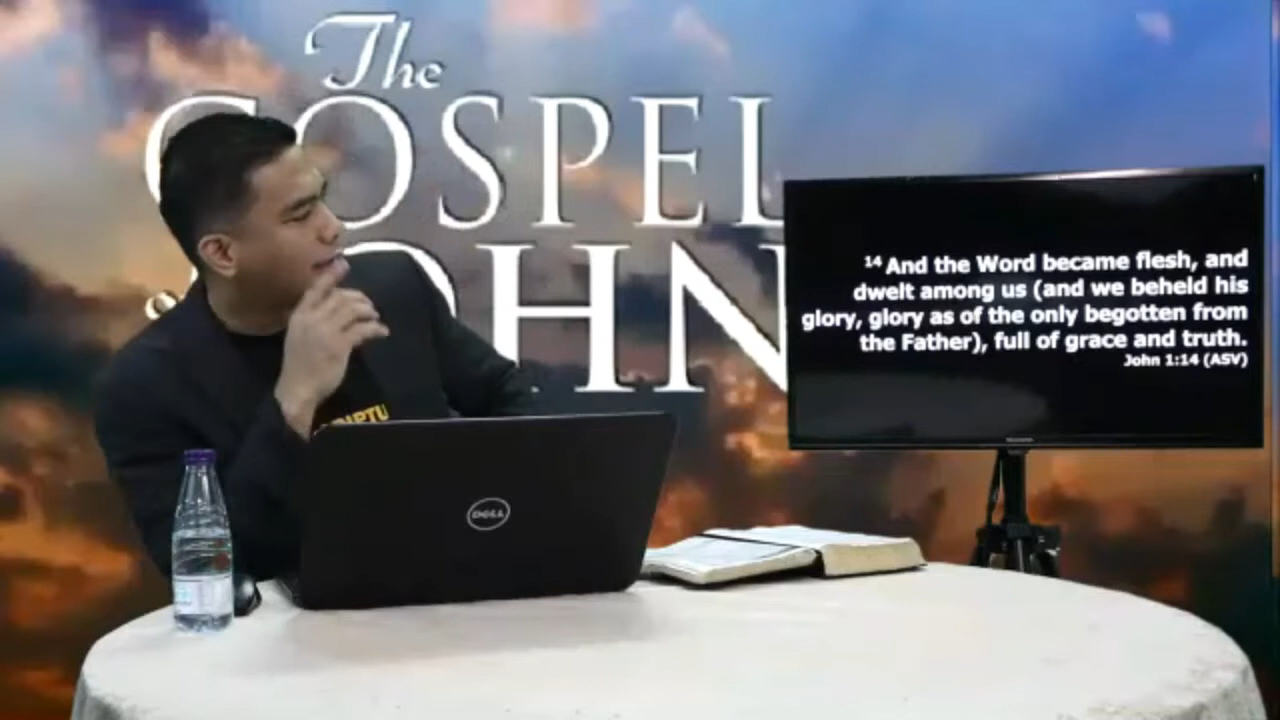 The
GOSPEL
JOHN
14 And the Word became flesh, and
dwelt among us (and we beheld his
glory, glory as of the only begotten from
the Father), full of grace and truth.
John 1:14 (ASV)
DELL